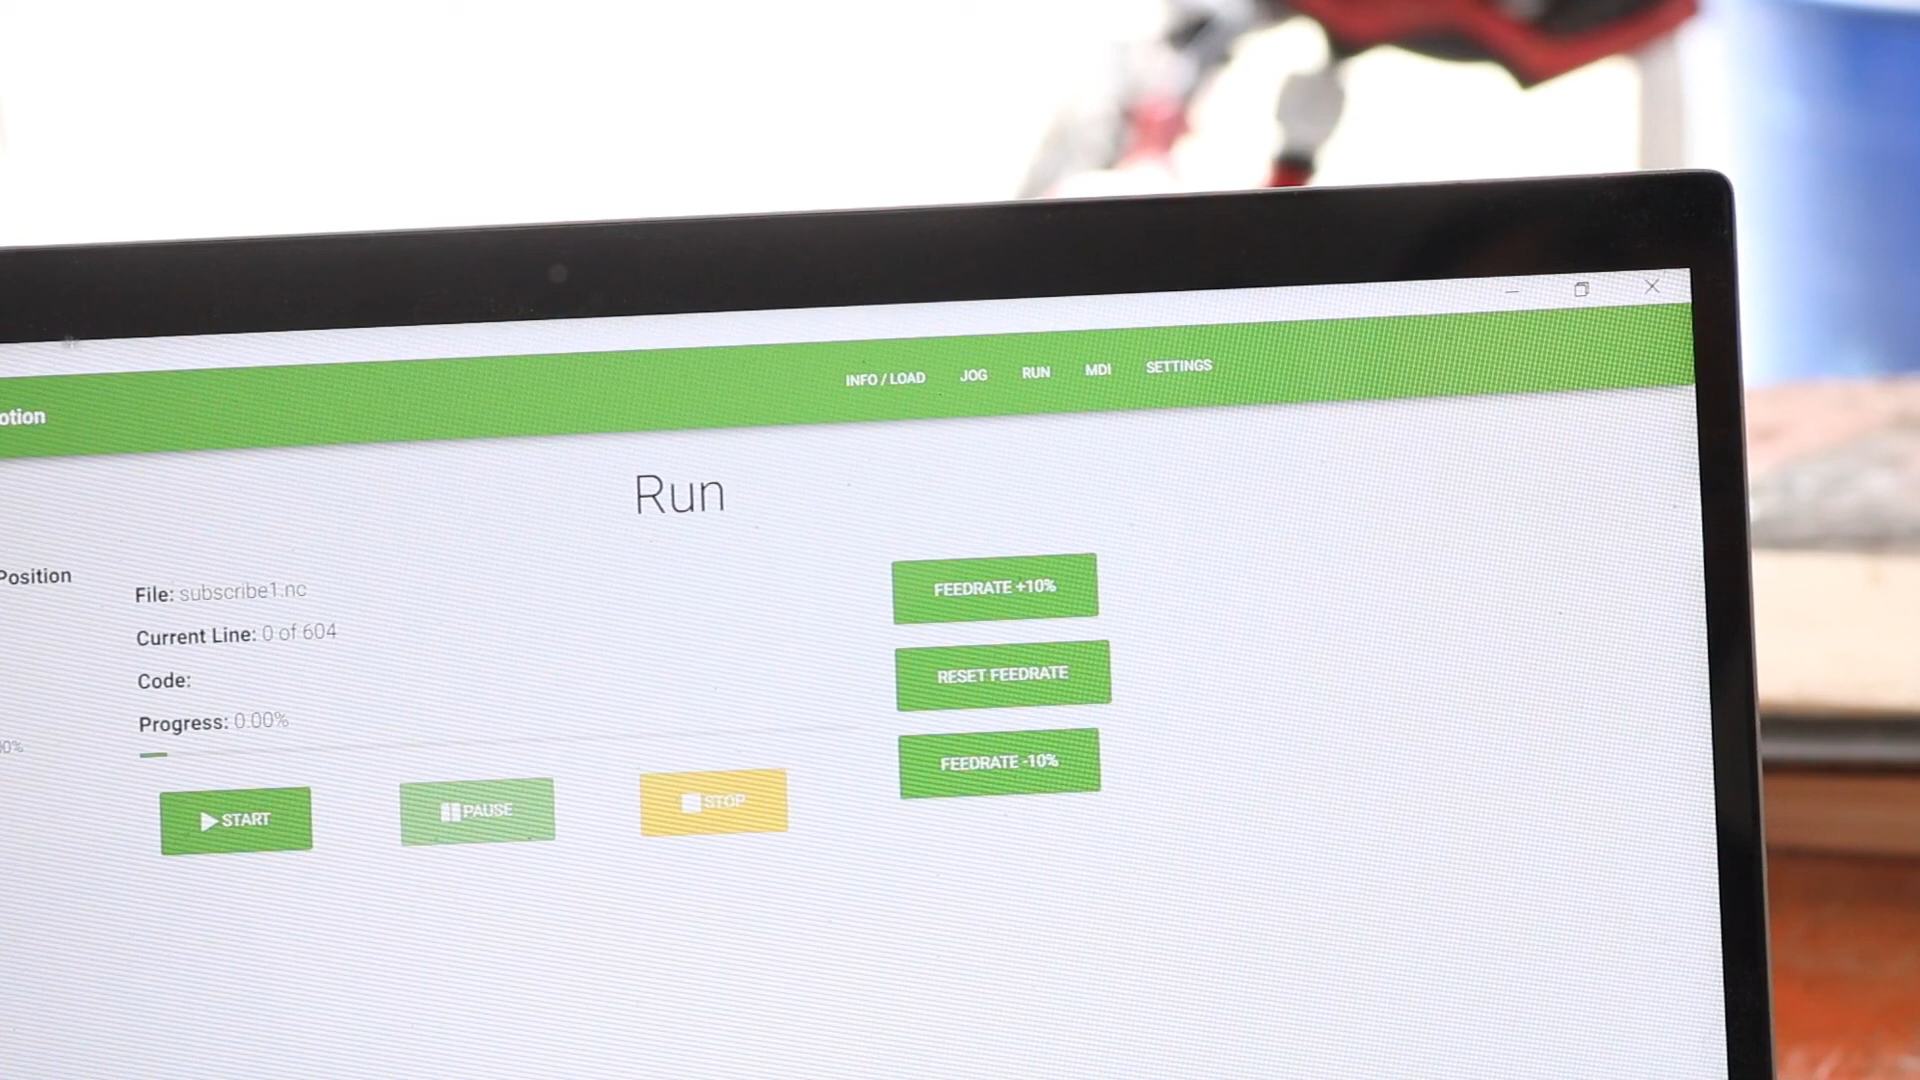 INFO / LOAD JOG RUN MDI SETTINGS
otion
Run
Position
File: subscribe1.nc
Current Line: 0 of 604
Code:
Progress: 0.00%
00%
START PAUSE STOP
FEEDRATE +10%
RESET FEEDRATE
FEEDRATE -10%